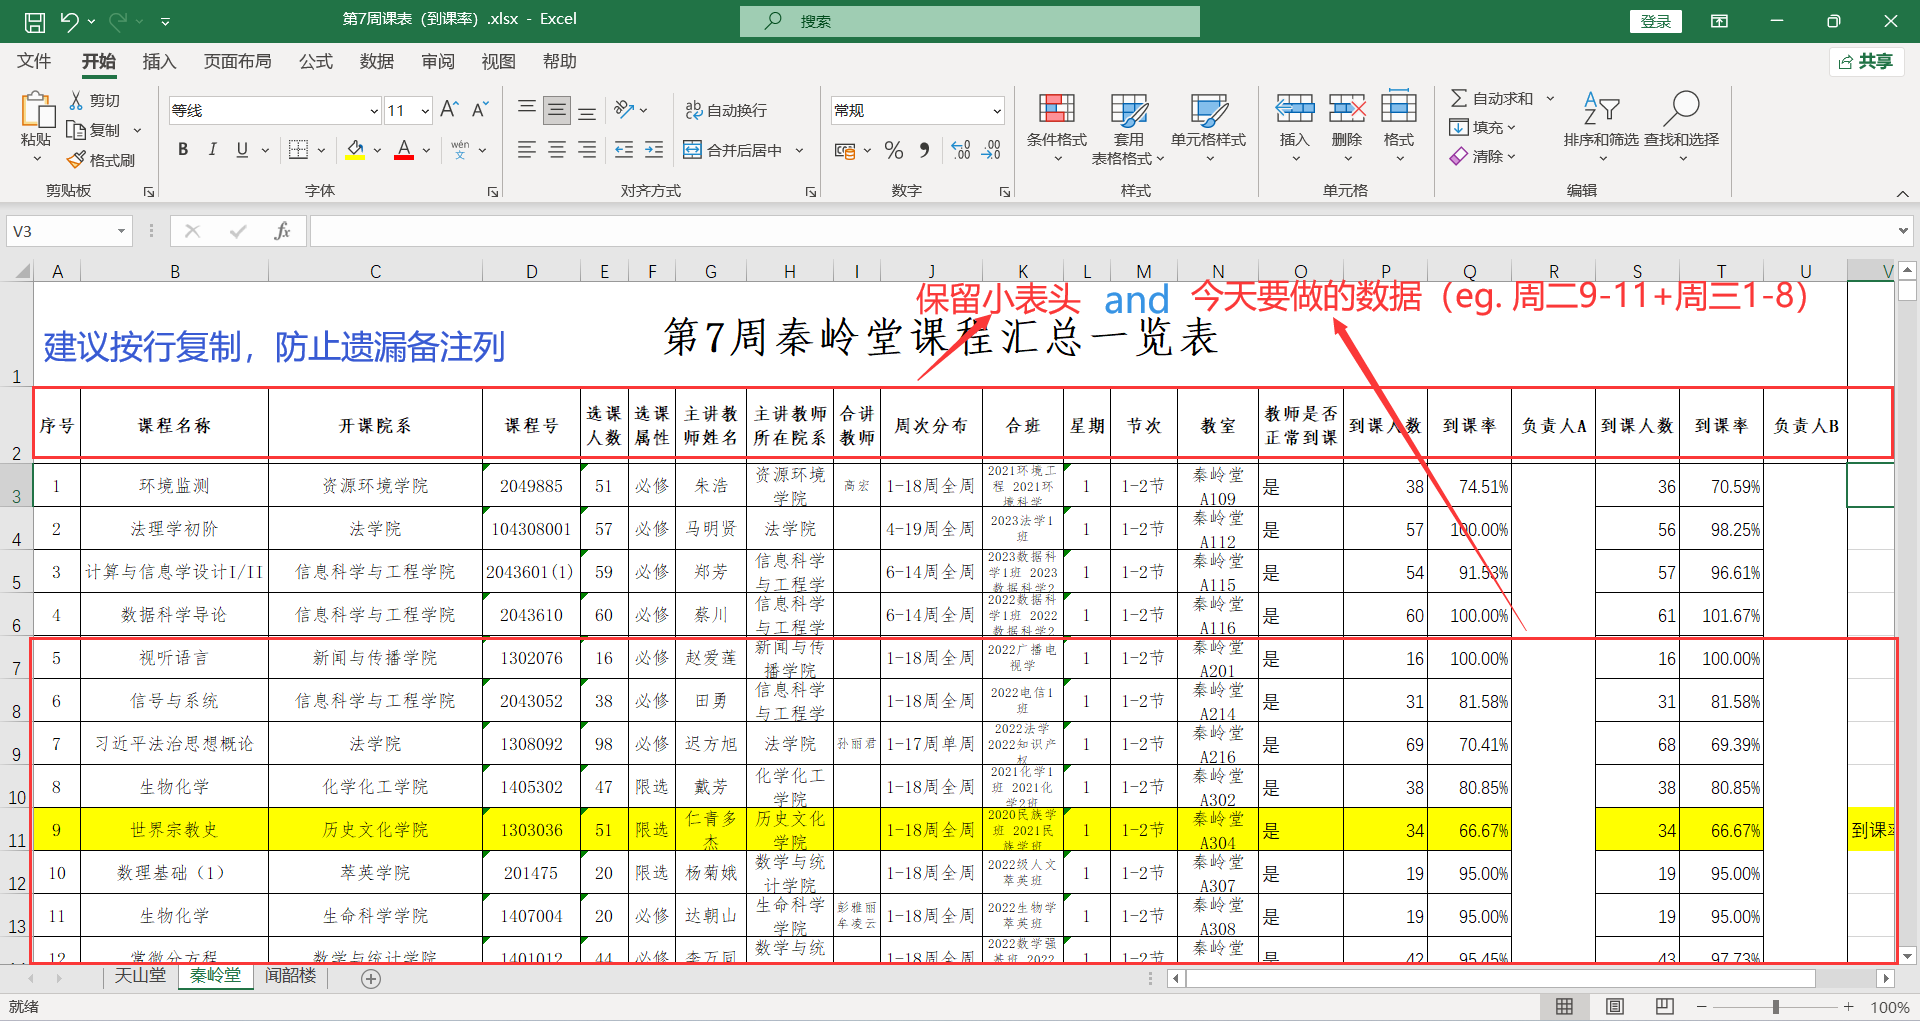 第7周课表（到课率）.xlsx - Excel
搜索
登录
文件 开始 插入 页面布局 公式 数据 审阅 视图 帮助
共享
粘贴 剪切 复制 格式刷 剪贴板
等线 11 B I U A wén 文 字体
自动换行 合并后居中 对齐方式
常规 % 数字
条件格式 套用表格格式 单元格样式 样式
插入 删除 格式 单元格
自动求和 填充 清除 排序和筛选 查找和选择 编辑
V3 fx
A B C D E F G H I J K L M N O P Q R S T U V
保留小表头 and 今天要做的数据（eg. 周二9-11+周三1-8）
建议按行复制，防止遗漏备注列
1 第7周秦岭堂课程汇总一览表
2 序号 课程名称 开课院系 课程号 选课人数 选课属性 主讲教师姓名 主讲教师所在院系 合讲教师 周次分布 合班 星期 节次 教室 教师是否正常到课 到课人数 到课率 负责人A 到课人数 到课率 负责人B
3 1 环境监测 资源环境学院 2049885 51 必修 朱浩 资源环境学院 高宏 1-18周全周 2021环境工程 2021环境科学 1 1-2节 秦岭堂A109 是 38 74.51% 36 70.59%
4 2 法理学初阶 法学院 104308001 57 必修 马明贤 法学院 4-19周全周 2023法学1班 1 1-2节 秦岭堂A112 是 57 100.00% 56 98.25%
5 3 计算与信息学设计I/II 信息科学与工程学院 2043601(1) 59 必修 郑芳 信息科学与工程学 6-14周全周 2023数据科学1班 2023数据科学2 1 1-2节 秦岭堂A115 是 54 91.53% 57 96.61%
6 4 数据科学导论 信息科学与工程学院 2043610 60 必修 蔡川 信息科学与工程学 6-14周全周 2022数据科学1班 2022数据科学2 1 1-2节 秦岭堂A116 是 60 100.00% 61 101.67%
7 5 视听语言 新闻与传播学院 1302076 16 必修 赵爱莲 新闻与传播学院 1-18周全周 2022广播电视学 1 1-2节 秦岭堂A201 是 16 100.00% 16 100.00%
8 6 信号与系统 信息科学与工程学院 2043052 38 必修 田勇 信息科学与工程学 1-18周全周 2022电信1班 1 1-2节 秦岭堂A214 是 31 81.58% 31 81.58%
9 7 习近平法治思想概论 法学院 1308092 98 必修 迟方旭 法学院 孙丽君 1-17周单周 2022法学 2022知识产权 1 1-2节 秦岭堂A216 是 69 70.41% 68 69.39%
10 8 生物化学 化学化工学院 1405302 47 限选 戴芳 化学化工学院 1-18周全周 2021化学1班 2021化学2班 1 1-2节 秦岭堂A302 是 38 80.85% 38 80.85%
11 9 世界宗教史 历史文化学院 1303036 51 限选 仁青多杰 历史文化学院 1-18周全周 2020民族学班 2021民族学班 1 1-2节 秦岭堂A304 是 34 66.67% 34 66.67% 到课率
12 10 数理基础（1） 萃英学院 201475 20 限选 杨菊娥 数学与统计学院 1-18周全周 2022级人文萃英班 1 1-2节 秦岭堂A307 是 19 95.00% 19 95.00%
13 11 生物化学 生命科学学院 1407004 20 必修 达朝山 生命科学学院 彭雅丽 牟凌云 1-18周全周 2022生物学萃英班 1 1-2节 秦岭堂A308 是 19 95.00% 19 95.00%
12 常微分方程 数学与统计学院 1401012 44 必修 李万同 数学与统 1-18周全周 2022数学强基班 2022 1 1-2节 秦岭堂 是 42 95.45% 43 97.73%
天山堂 秦岭堂 闻韶楼
就绪 100%